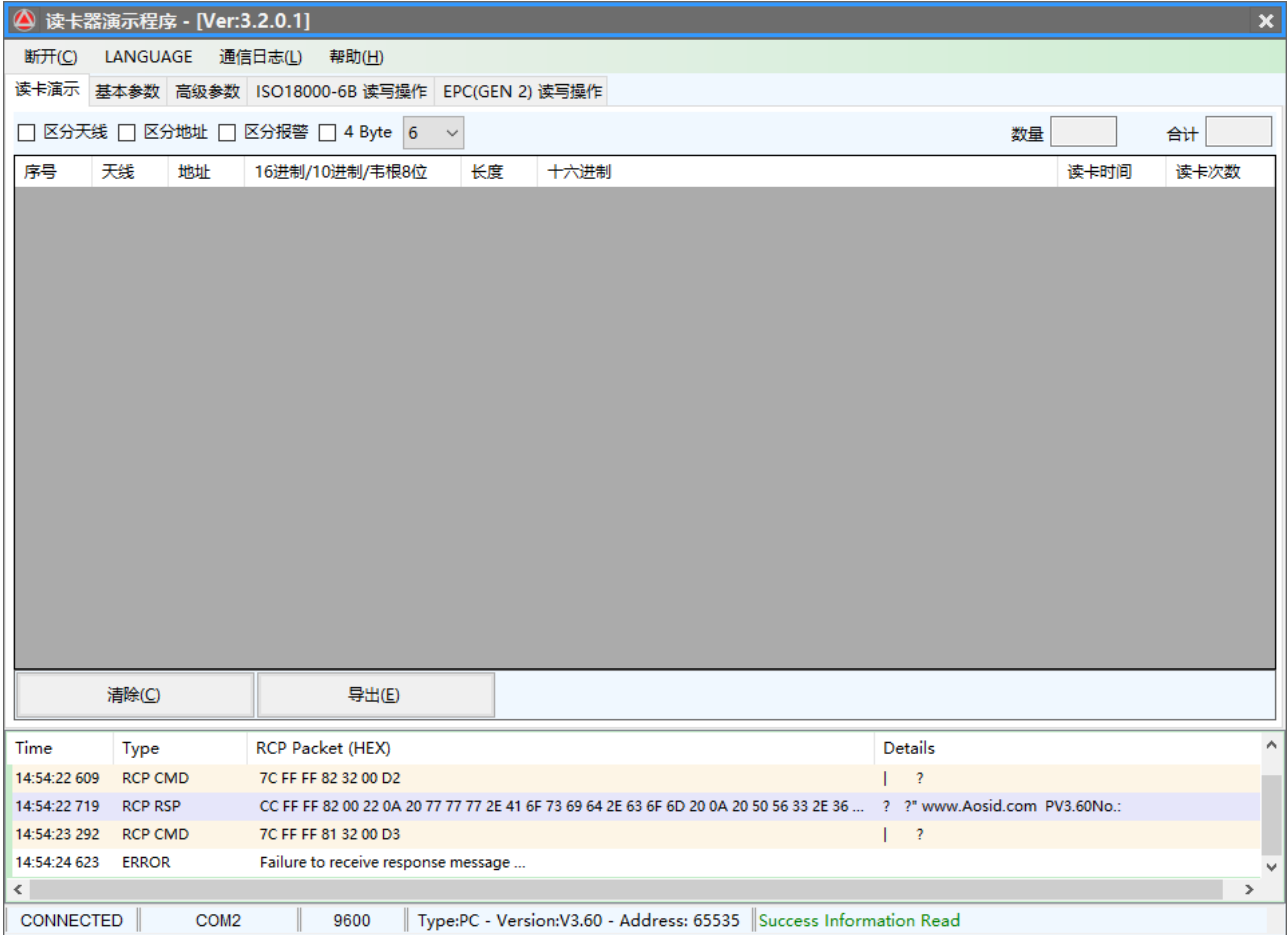 读卡器演示程序 - [Ver:3.2.0.1]
断开(C) LANGUAGE 通信日志(L) 帮助(H)
读卡演示 基本参数 高级参数 ISO18000-6B 读写操作 EPC(GEN 2) 读写操作
区分天线 区分地址 区分报警 4 Byte 6 数量 合计
序号 天线 地址 16进制/10进制/韦根8位 长度 十六进制 读卡时间 读卡次数
清除(C) 导出(E)
Time Type RCP Packet (HEX) Details
14:54:22 609 RCP CMD 7C FF FF 82 32 00 D2 | ?
14:54:22 719 RCP RSP CC FF FF 82 00 22 0A 20 77 77 77 2E 41 6F 73 69 64 2E 63 6F 6D 20 0A 20 50 56 33 2E 36 ... ? ?" www.Aosid.com PV3.60No.:
14:54:23 292 RCP CMD 7C FF FF 81 32 00 D3 | ?
14:54:24 623 ERROR Failure to receive response message ...
CONNECTED COM2 9600 Type:PC - Version:V3.60 - Address: 65535 Success Information Read